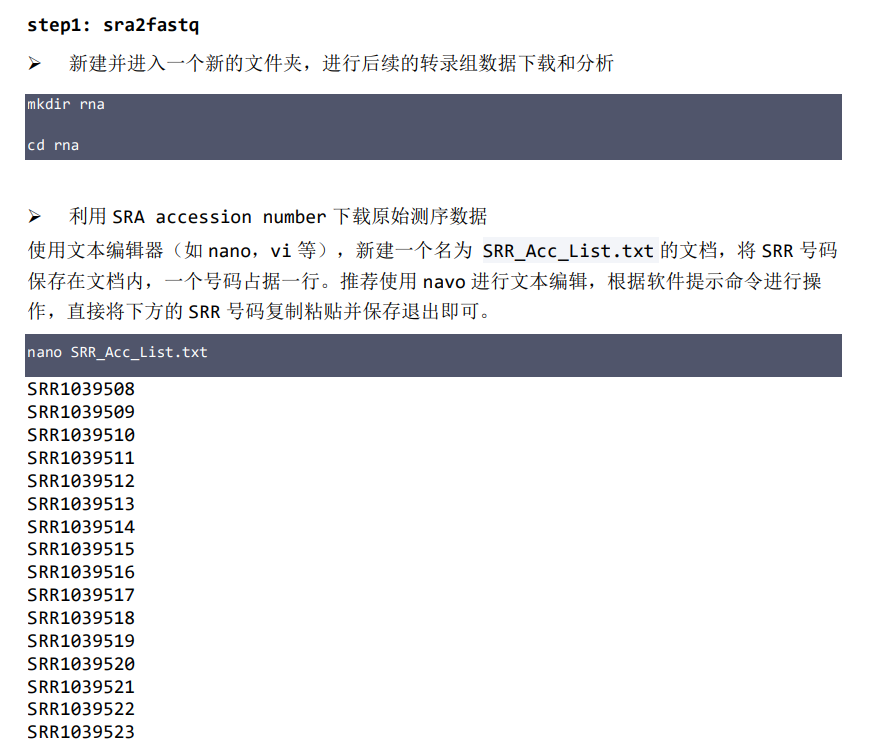 step1: sra2fastq
➢ 新建并进入一个新的文件夹，进行后续的转录组数据下载和分析
mkdir rna
cd rna
➢ 利用 SRA accession number 下载原始测序数据
使用文本编辑器（如 nano，vi 等），新建一个名为 SRR_Acc_List.txt 的文档，将 SRR 号码
保存在文档内，一个号码占据一行。推荐使用 navo 进行文本编辑，根据软件提示命令进行操
作，直接将下方的 SRR 号码复制粘贴并保存退出即可。
nano SRR_Acc_List.txt
SRR1039508
SRR1039509
SRR1039510
SRR1039511
SRR1039512
SRR1039513
SRR1039514
SRR1039515
SRR1039516
SRR1039517
SRR1039518
SRR1039519
SRR1039520
SRR1039521
SRR1039522
SRR1039523